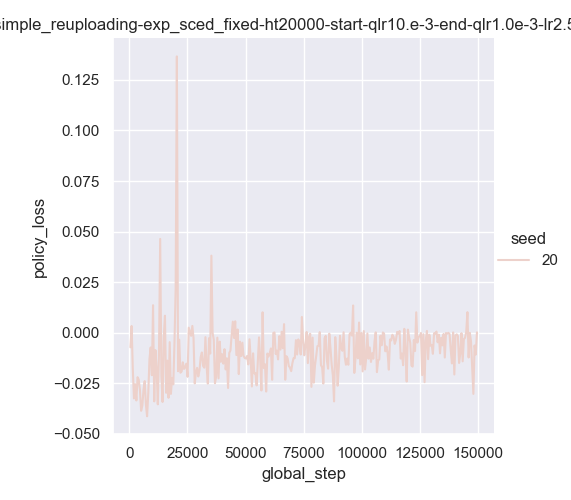 simple_reuploading-exp_sced_fixed-ht20000-start-qlr10.e-3-end-qlr1.0e-3-lr2.5
0.125
0.100
0.075
0.050
0.025
0.000
−0.025
−0.050
policy_loss
0 25000 50000 75000 100000 125000 150000
global_step
seed
20